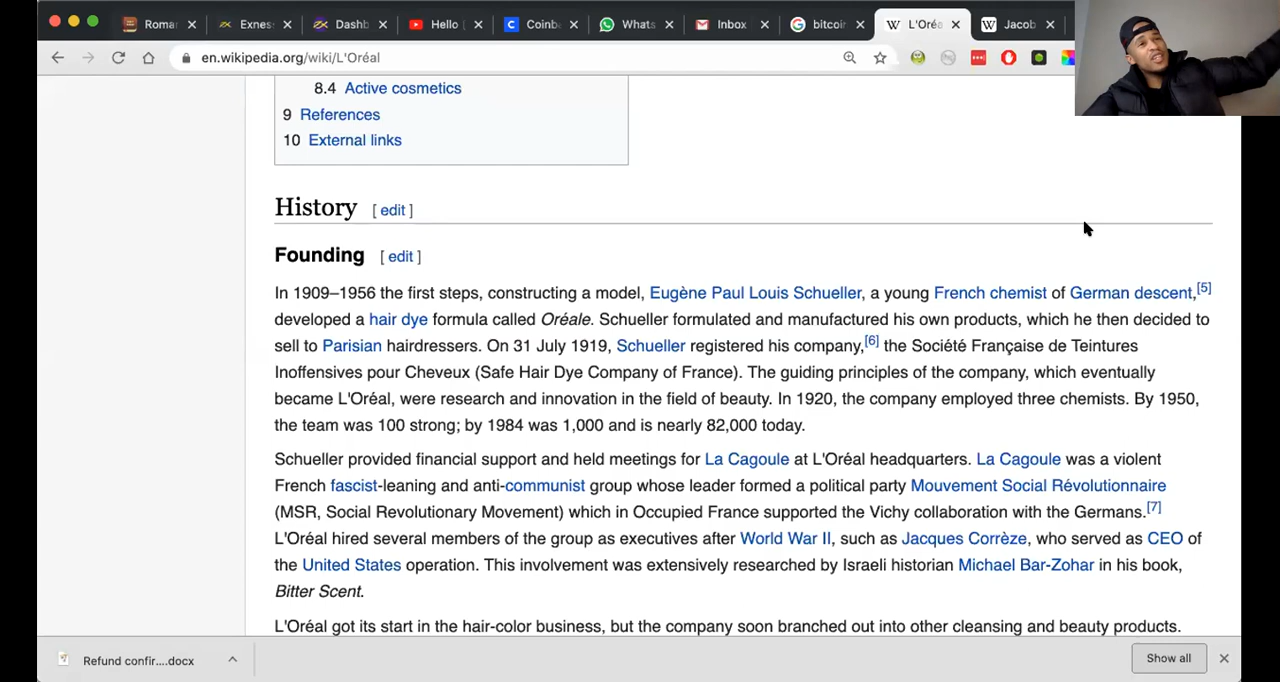 Roma
Exnes
Dashb
Hello (
Coinb
Whats
Inbox
bitcoin
L'Oréa
Jacob
en.wikipedia.org/wiki/L'Oréal
8.4 Active cosmetics
9 References
10 External links
History [ edit ]
Founding [ edit ]
In 1909–1956 the first steps, constructing a model, Eugène Paul Louis Schueller, a young French chemist of German descent,[5]
developed a hair dye formula called Oréale. Schueller formulated and manufactured his own products, which he then decided to
sell to Parisian hairdressers. On 31 July 1919, Schueller registered his company,[6] the Société Française de Teintures
Inoffensives pour Cheveux (Safe Hair Dye Company of France). The guiding principles of the company, which eventually
became L'Oréal, were research and innovation in the field of beauty. In 1920, the company employed three chemists. By 1950,
the team was 100 strong; by 1984 was 1,000 and is nearly 82,000 today.
Schueller provided financial support and held meetings for La Cagoule at L'Oréal headquarters. La Cagoule was a violent
French fascist-leaning and anti-communist group whose leader formed a political party Mouvement Social Révolutionnaire
(MSR, Social Revolutionary Movement) which in Occupied France supported the Vichy collaboration with the Germans.[7]
L'Oréal hired several members of the group as executives after World War II, such as Jacques Corrèze, who served as CEO of
the United States operation. This involvement was extensively researched by Israeli historian Michael Bar-Zohar in his book,
Bitter Scent.
L'Oréal got its start in the hair-color business, but the company soon branched out into other cleansing and beauty products.
Refund confir....docx
Show all